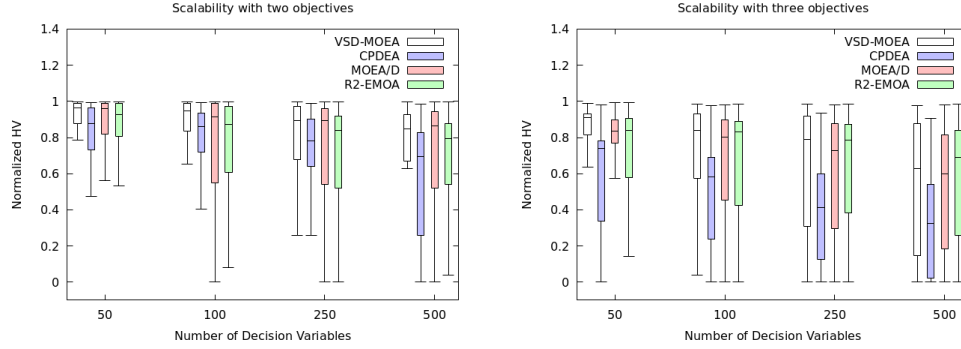 Scalability with two objectives
1.4
1.2
1
0.8
0.6
0.4
0.2
0
Normalized HV
VSD-MOEA
CPDEA
MOEA/D
R2-EMOA
50
100
250
500
Number of Decision Variables
Scalability with three objectives
1.4
1.2
1
0.8
0.6
0.4
0.2
0
Normalized HV
VSD-MOEA
CPDEA
MOEA/D
R2-EMOA
50
100
250
500
Number of Decision Variables